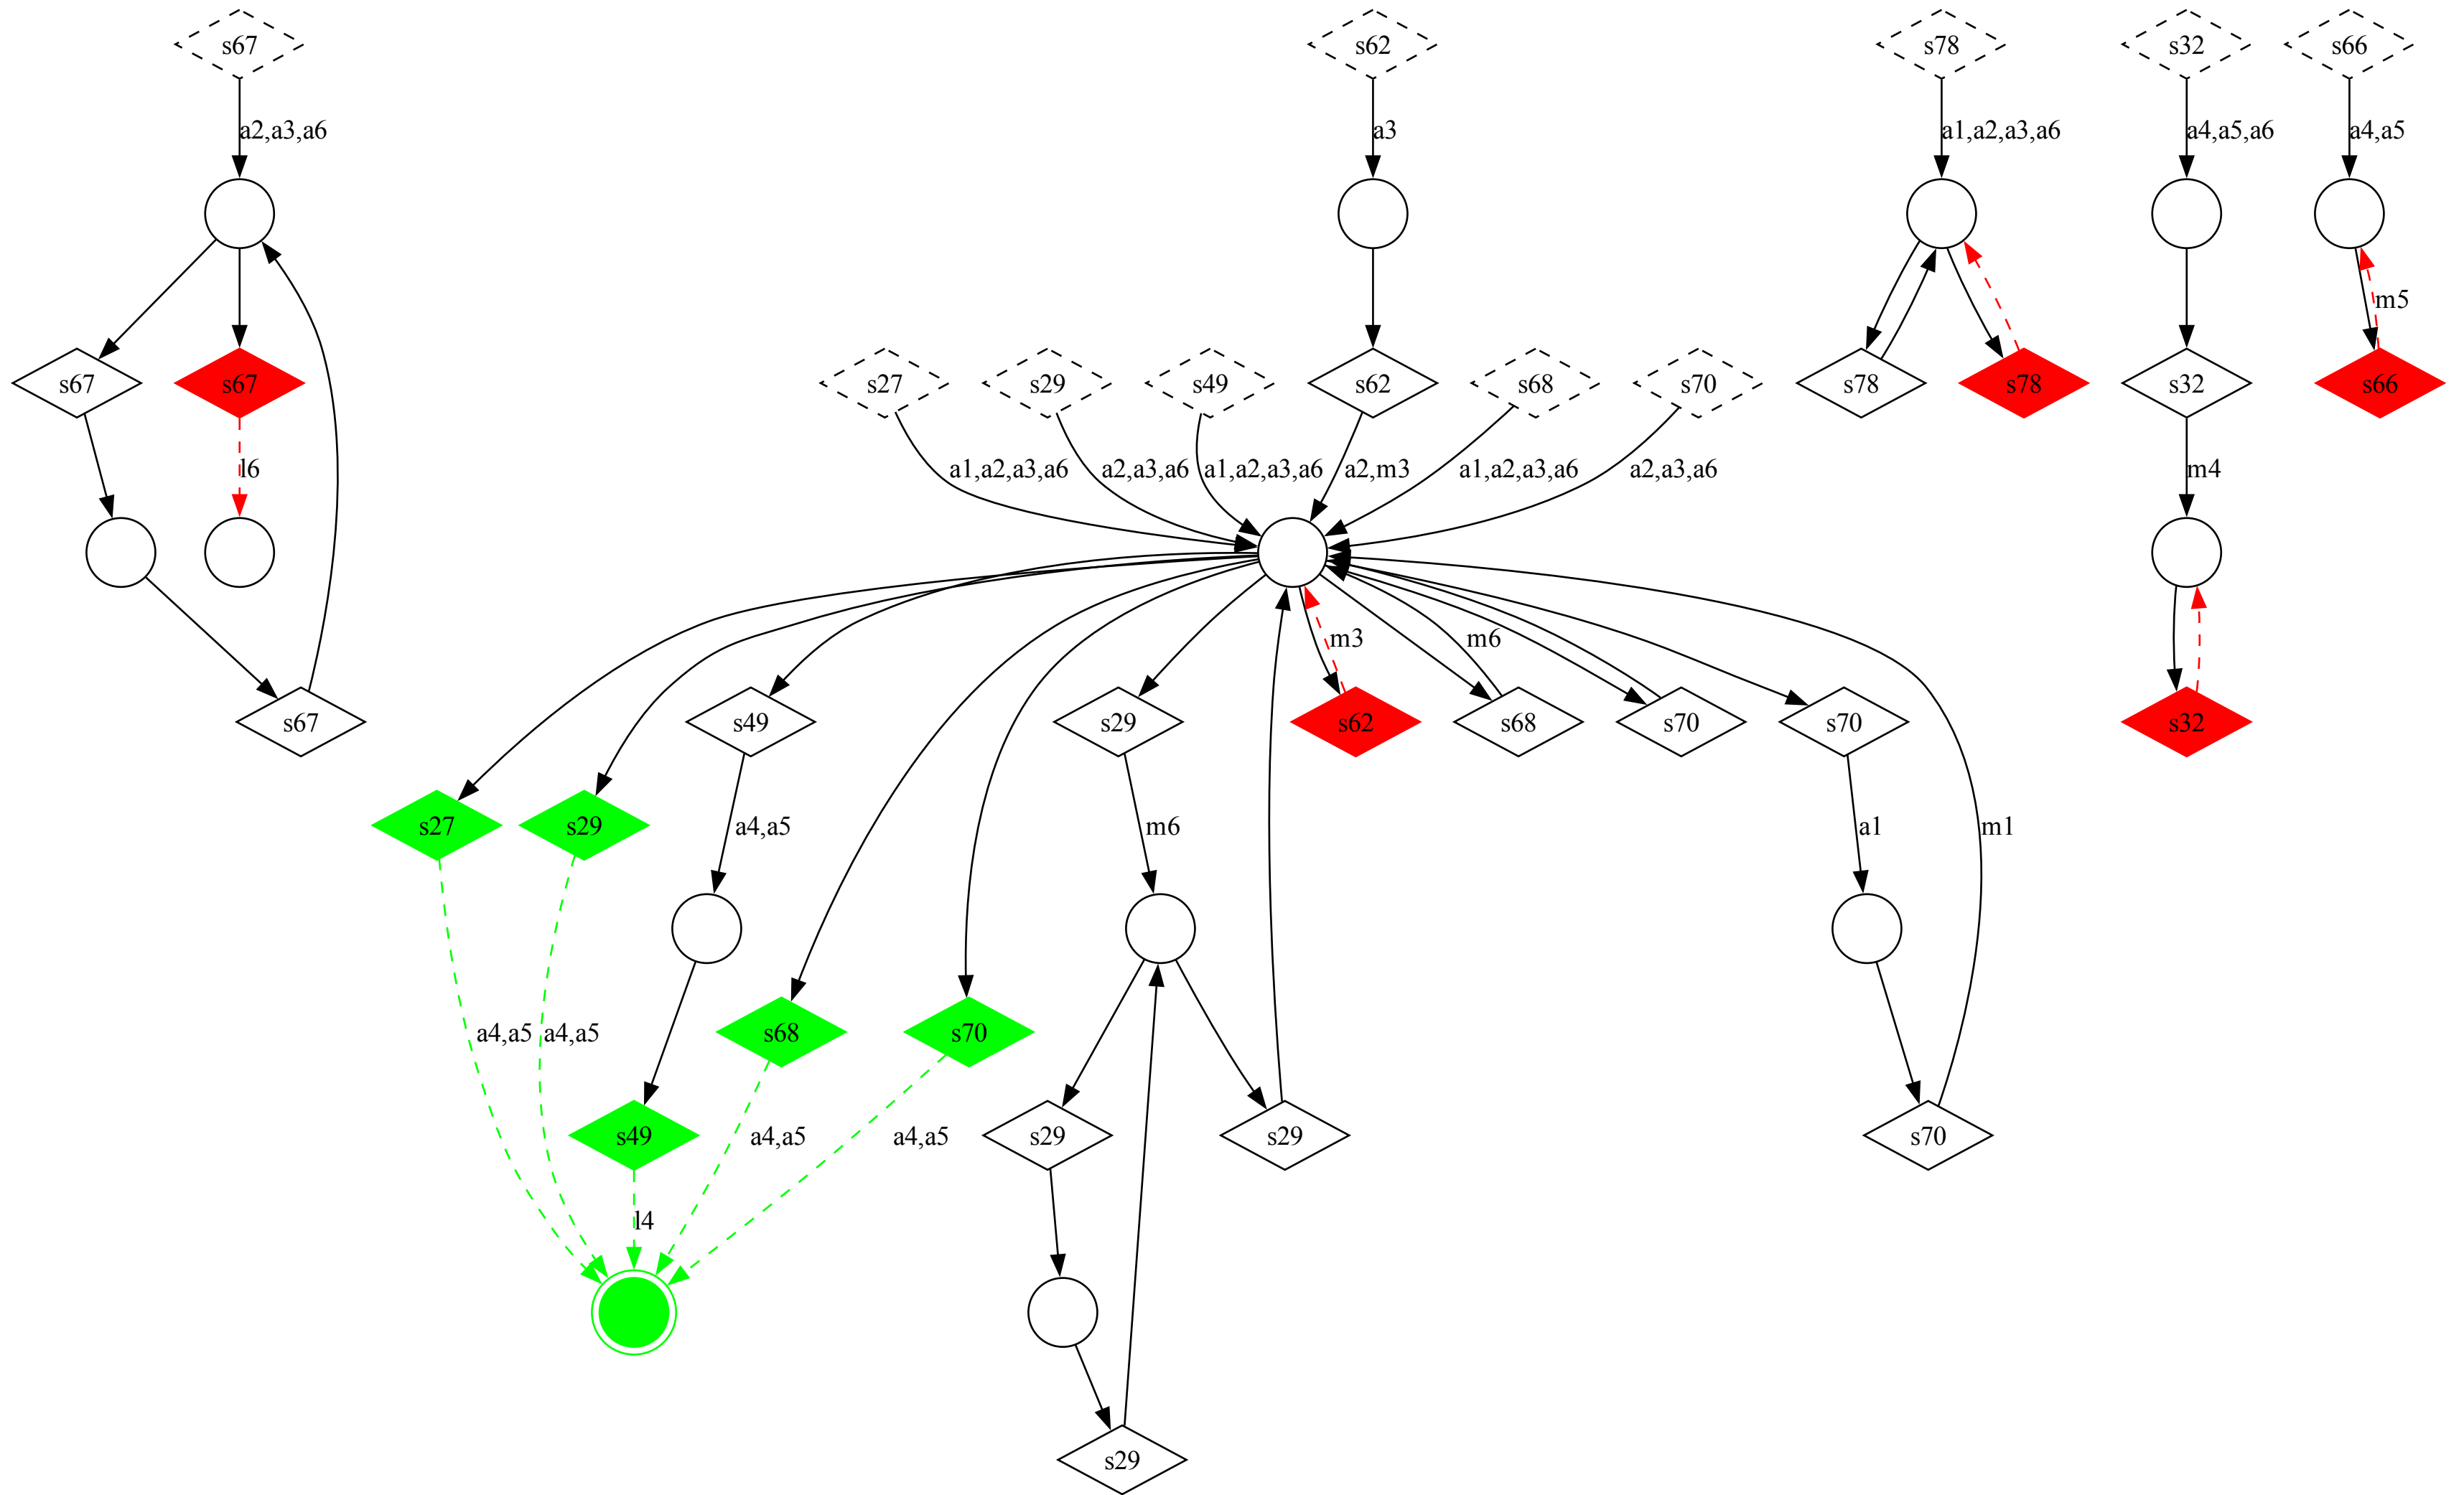 s67 s62 s78 s32 s66
a2,a3,a6 a3 a1,a2,a3,a6 a4,a5,a6 a4,a5
m5
s67 s67 s27 s29 s49 s62 s68 s70 s78 s78 s32 s66
l6 a1,a2,a3,a6 a2,a3,a6 a1,a2,a3,a6 a2,m3 a1,a2,a3,a6 a2,a3,a6 m4
m3 m6
s67 s49 s29 s62 s68 s70 s70 s32
s27 s29 a4,a5 m6 a1 m1
a4,a5 a4,a5 s68 s70
s49 a4,a5 a4,a5 s29 s29 s70
l4
s29